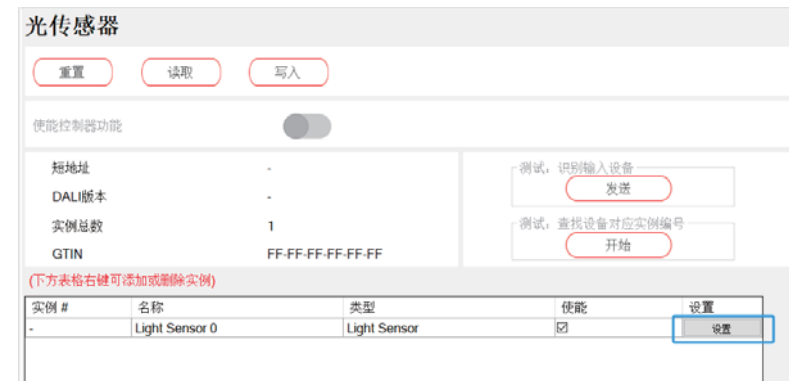 光传感器
重置 读取 写入
使能控制器功能
短地址 -
测试，识别输入设备
发送
DALI版本 -
实例总数 1
测试，查找设备对应实例编号
开始
GTIN FF-FF-FF-FF-FF-FF
(下方表格右键可添加或删除实例)
实例 # 名称 类型 使能 设置
- Light Sensor 0 Light Sensor ☑ 设置